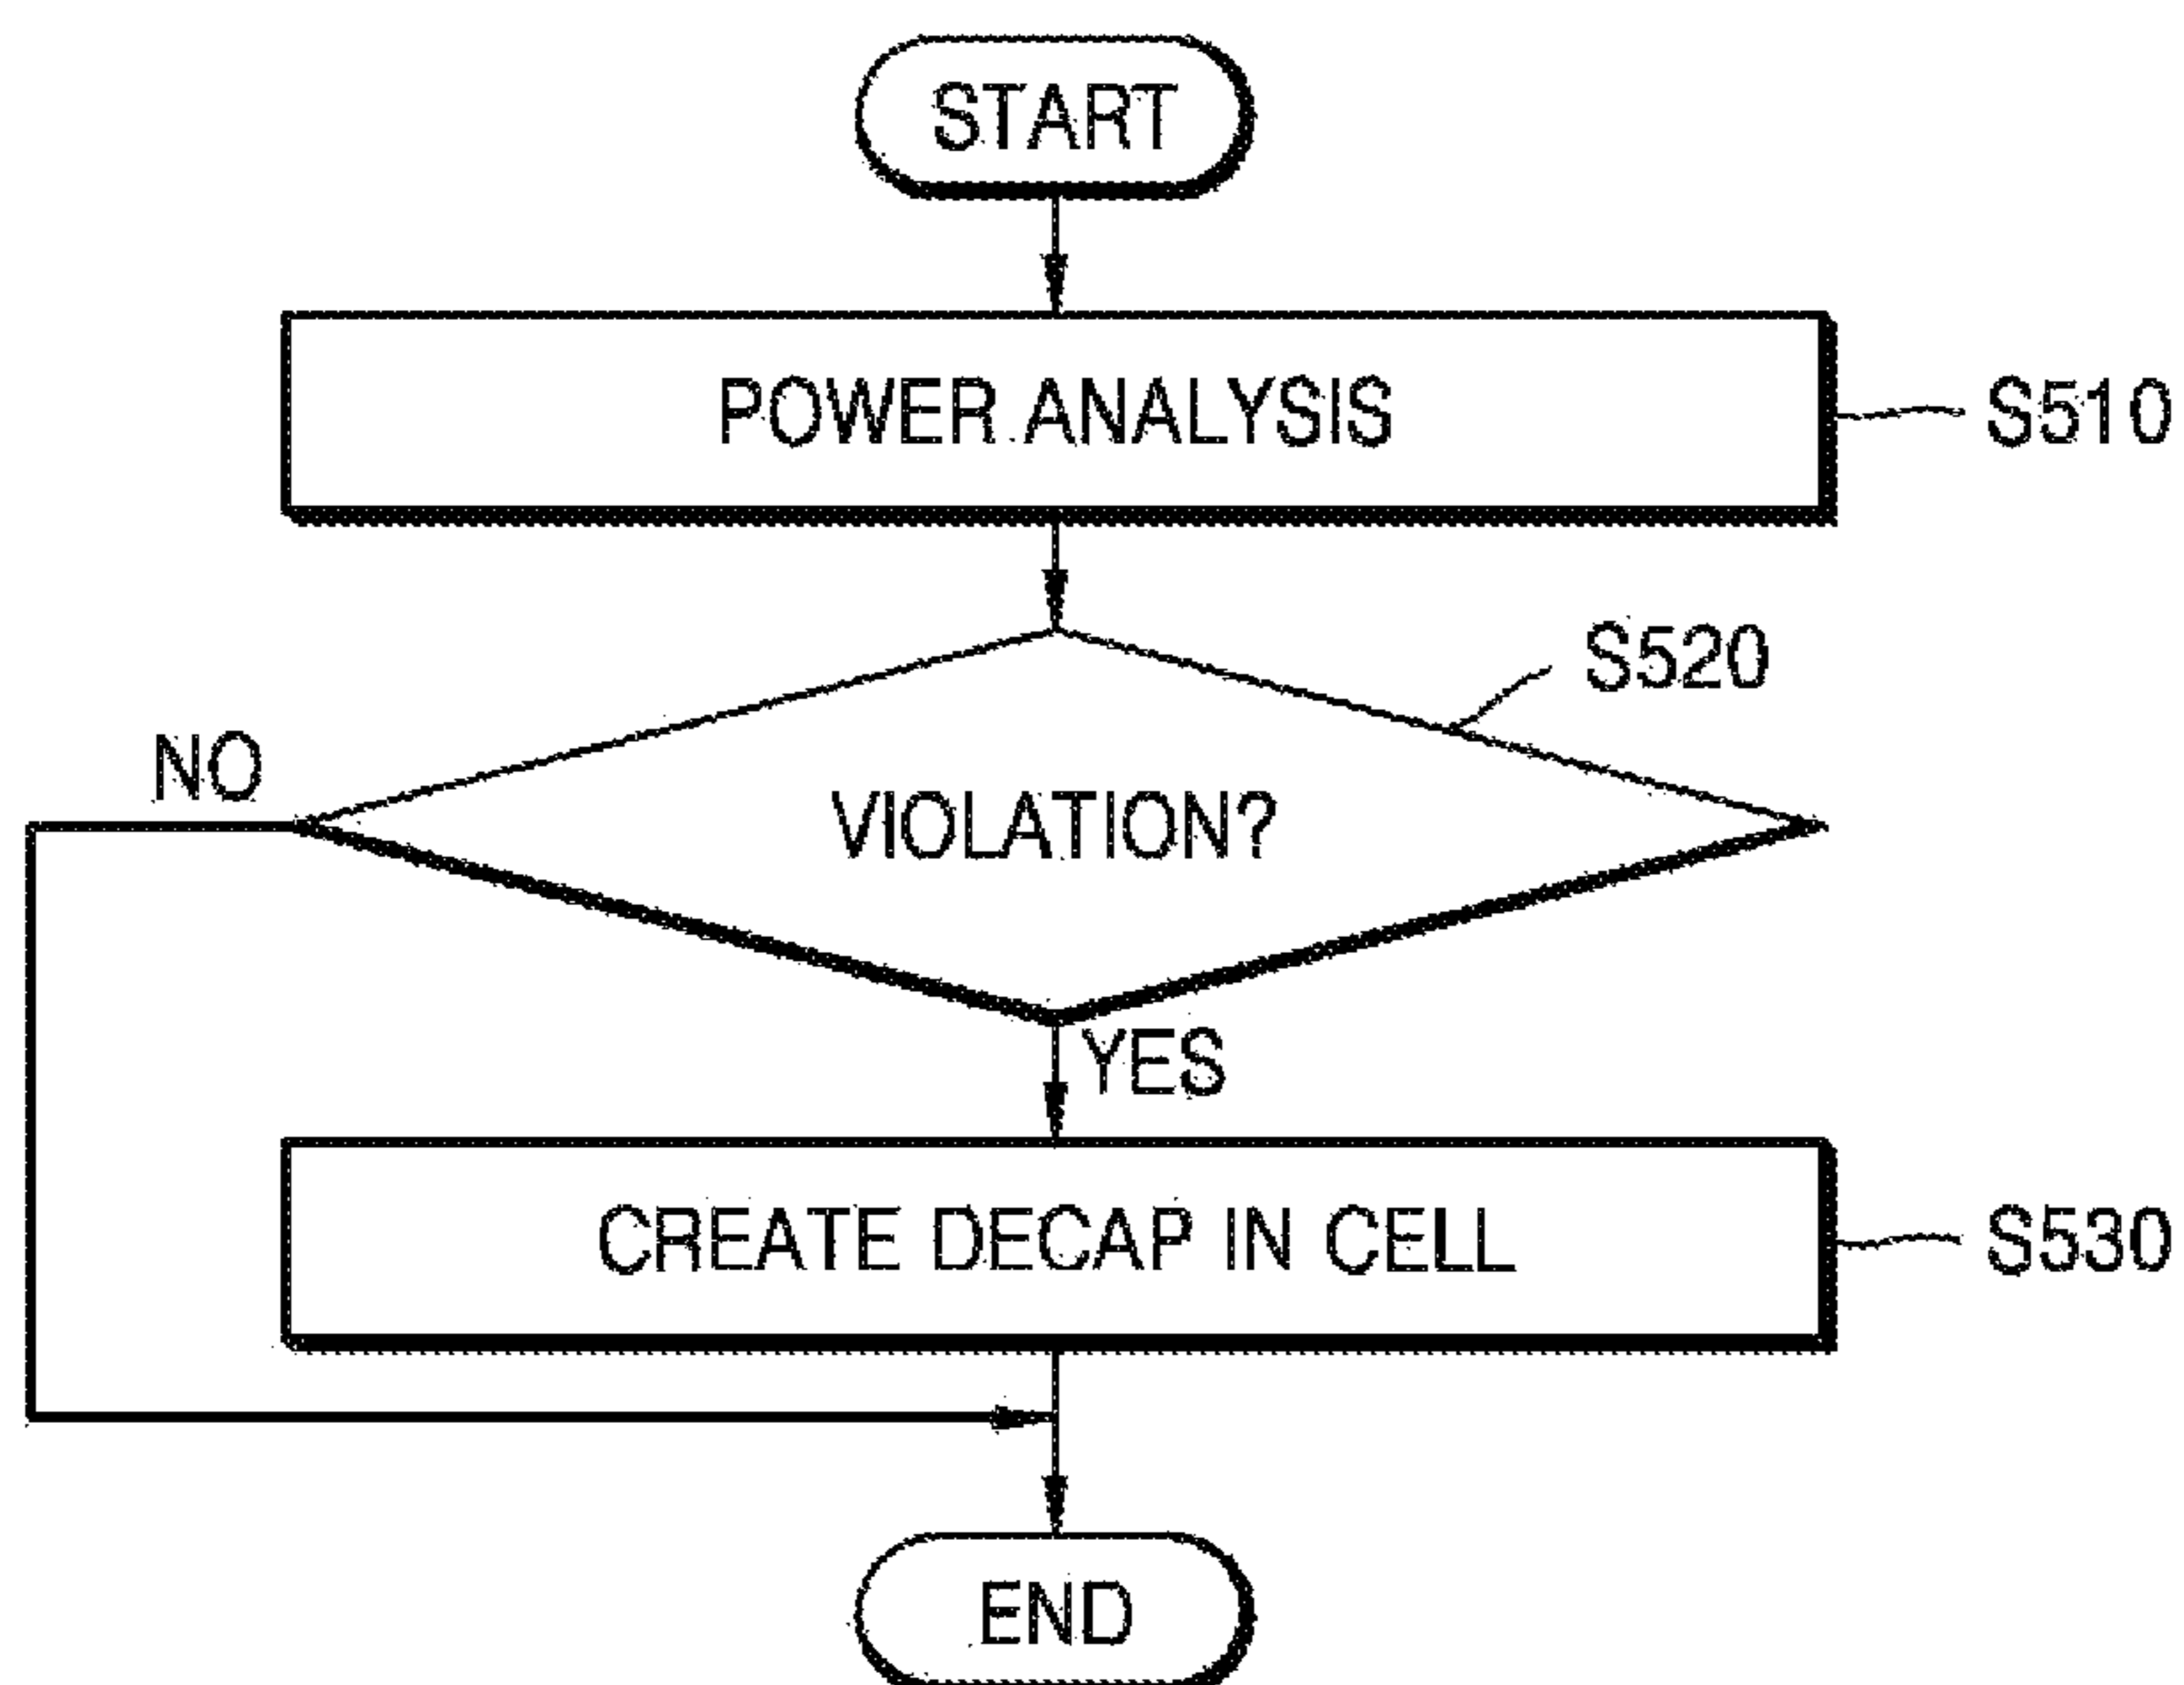 START
POWER ANALYSIS
S510
S520
NO
VIOLATION?
YES
CREATE DECAP IN CELL
S530
END